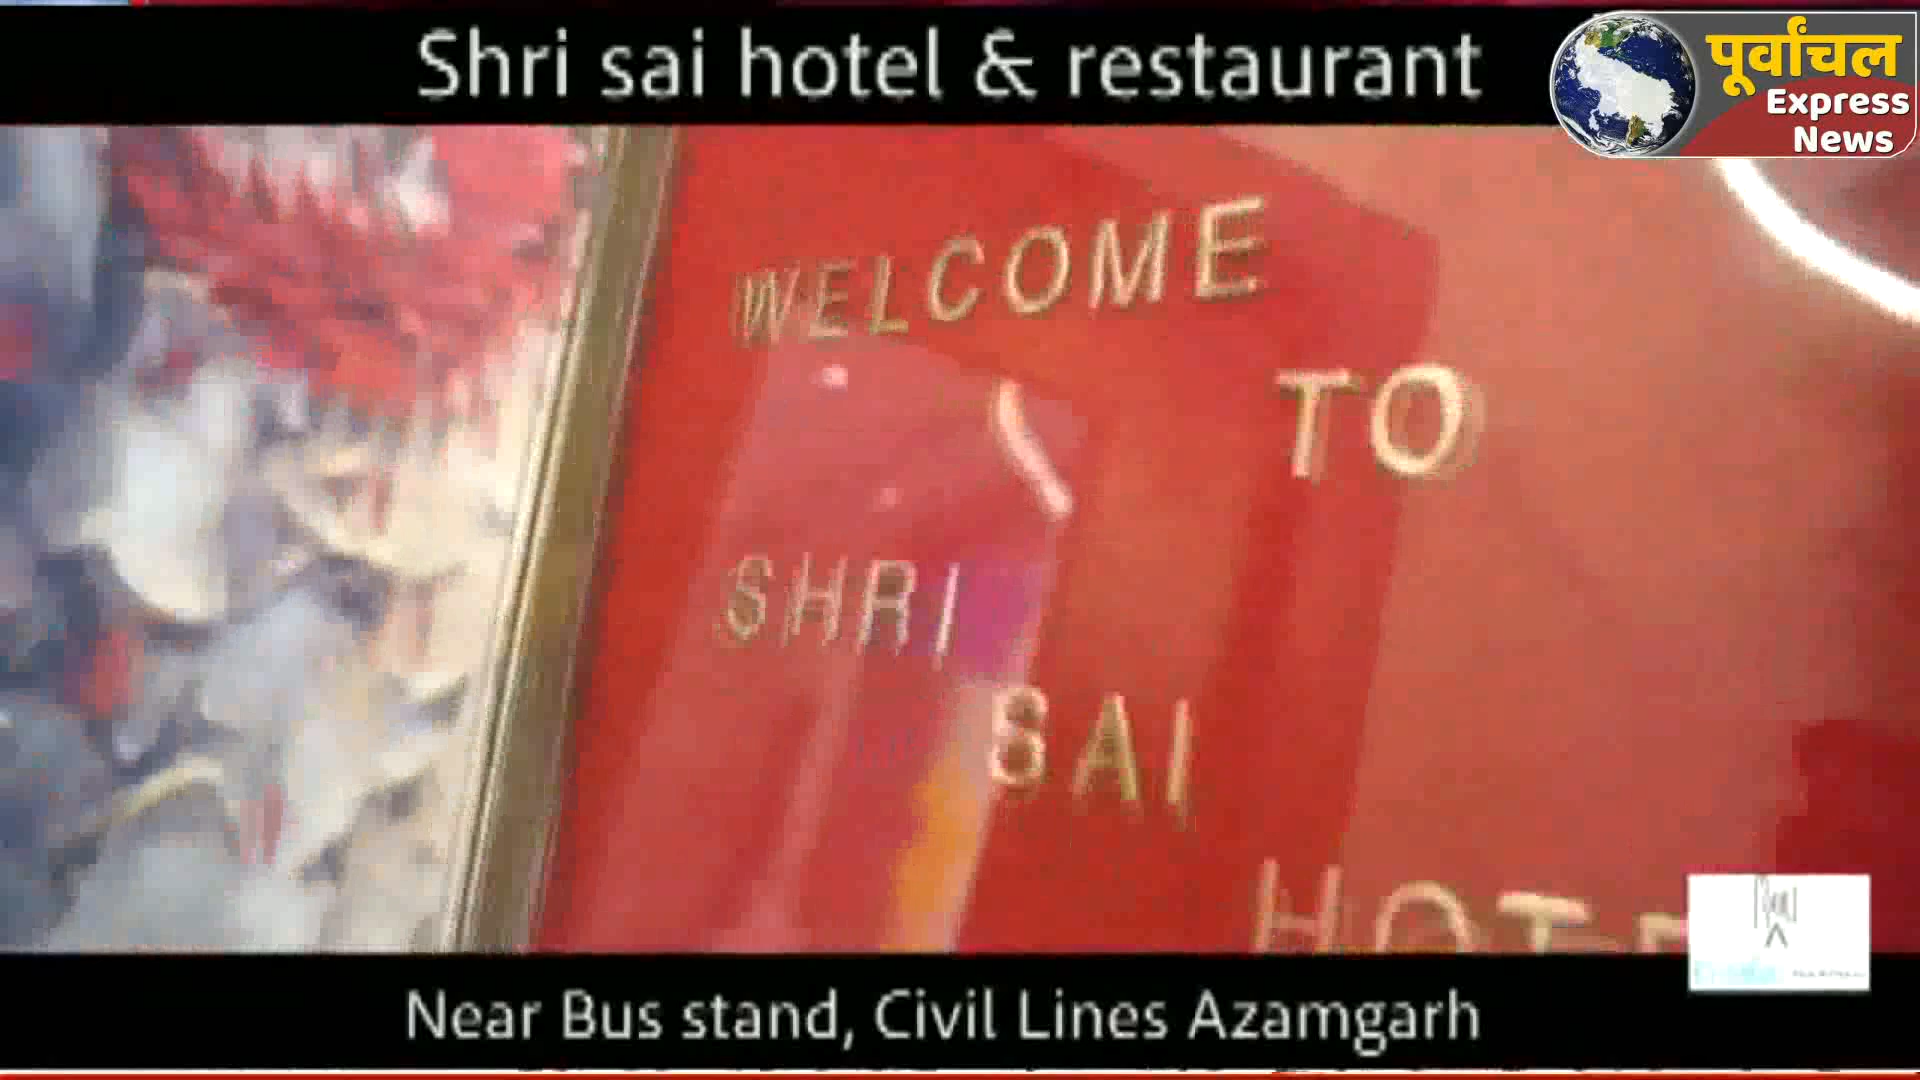 Shri sai hotel & restaurant
पूर्वांचल
Express
News
WELCOME
TO
SHRI
SAI
Near Bus stand, Civil Lines Azamgarh